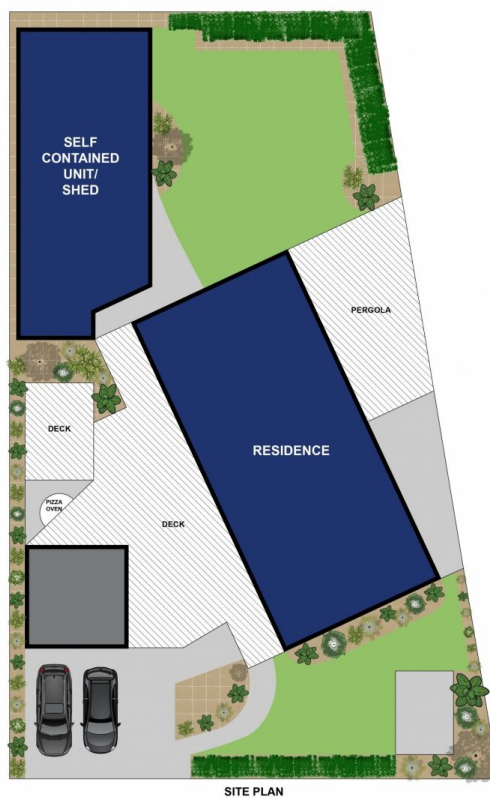 SELF
CONTAINED
UNIT/
SHED
PERGOLA
DECK
RESIDENCE
PIZZA
OVEN
DECK
SITE PLAN